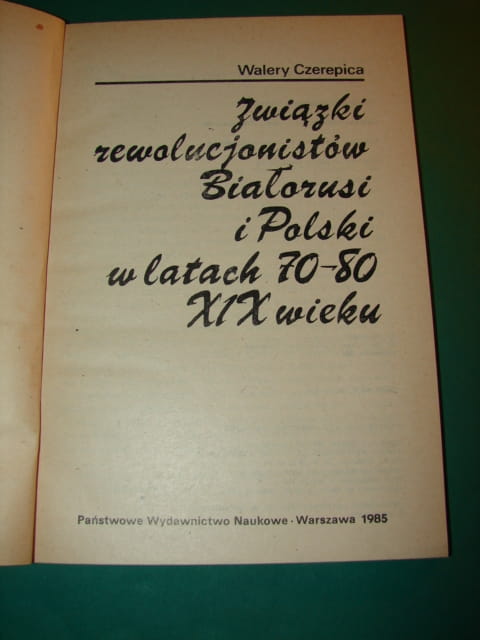 Walery Czerepica
Związki
rewolucjonistów
Białorusi
i Polski
w latach 70-80
XIX wieku
Państwowe Wydawnictwo Naukowe · Warszawa 1985